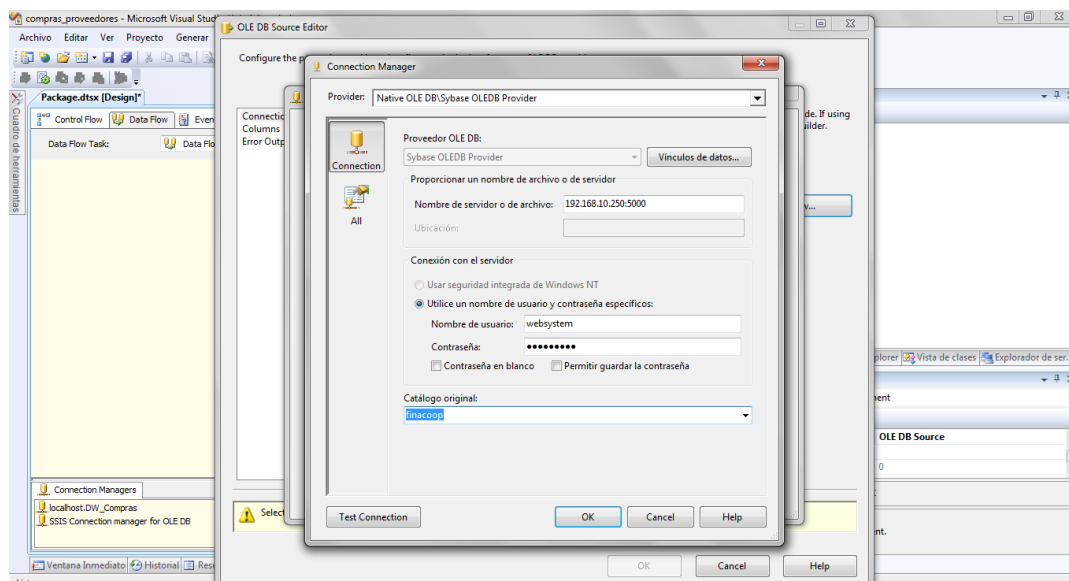 compras_proveedores - Microsoft Visual Stu
Archivo Editar Ver Proyecto Generar
Package.dtsx [Design]*
Control Flow Data Flow Even
Data Flow Task: Data Flo
Cuadro de herramientas
Connection Managers
localhost.DW_Compras
SSIS Connection manager for OLE DB
Ventana Inmediato Historial Res
OLE DB Source Editor
Configure the p
Connectio
Columns
Error Outp
de. If using
uilder.
w...
Select
OK Cancel Help
Connection Manager
Provider: Native OLE DB\Sybase OLEDB Provider
Connection
All
Proveedor OLE DB:
Sybase OLEDB Provider Vínculos de datos...
Proporcionar un nombre de archivo o de servidor
Nombre de servidor o de archivo: 192.168.10.250:5000
Ubicación:
Conexión con el servidor
Usar seguridad integrada de Windows NT
Utilice un nombre de usuario y contraseña específicos:
Nombre de usuario: websystem
Contraseña: •••••••••
Contraseña en blanco Permitir guardar la contraseña
Catálogo original:
finacoop
Test Connection OK Cancel Help
plorer Vista de clases Explorador de ser.
ent
OLE DB Source
0
nt.